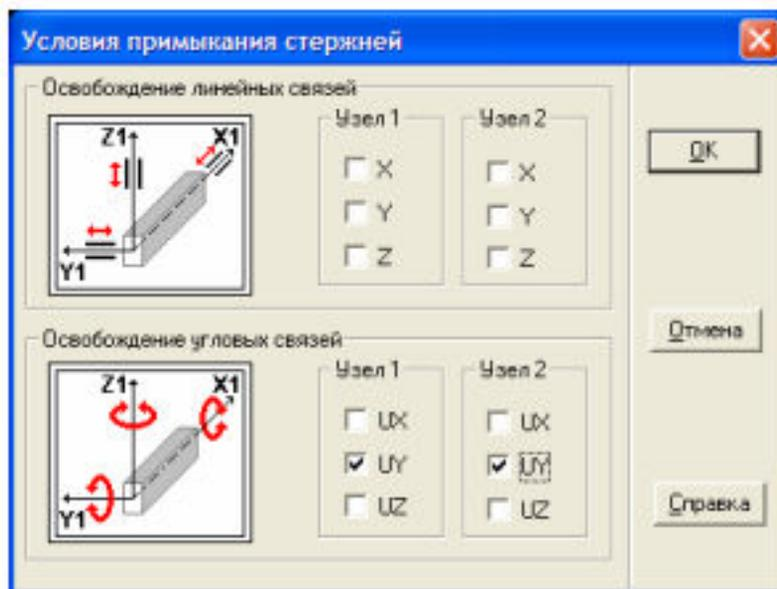 Условия примыкания стержней
Освобождение линейных связей
Z1 X1
Y1
Узел 1
X
Y
Z
Узел 2
X
Y
Z
OK
Отмена
Освобождение угловых связей
Z1 X1
Y1
Узел 1
UX
UY
UZ
Узел 2
UX
UY
UZ
Справка